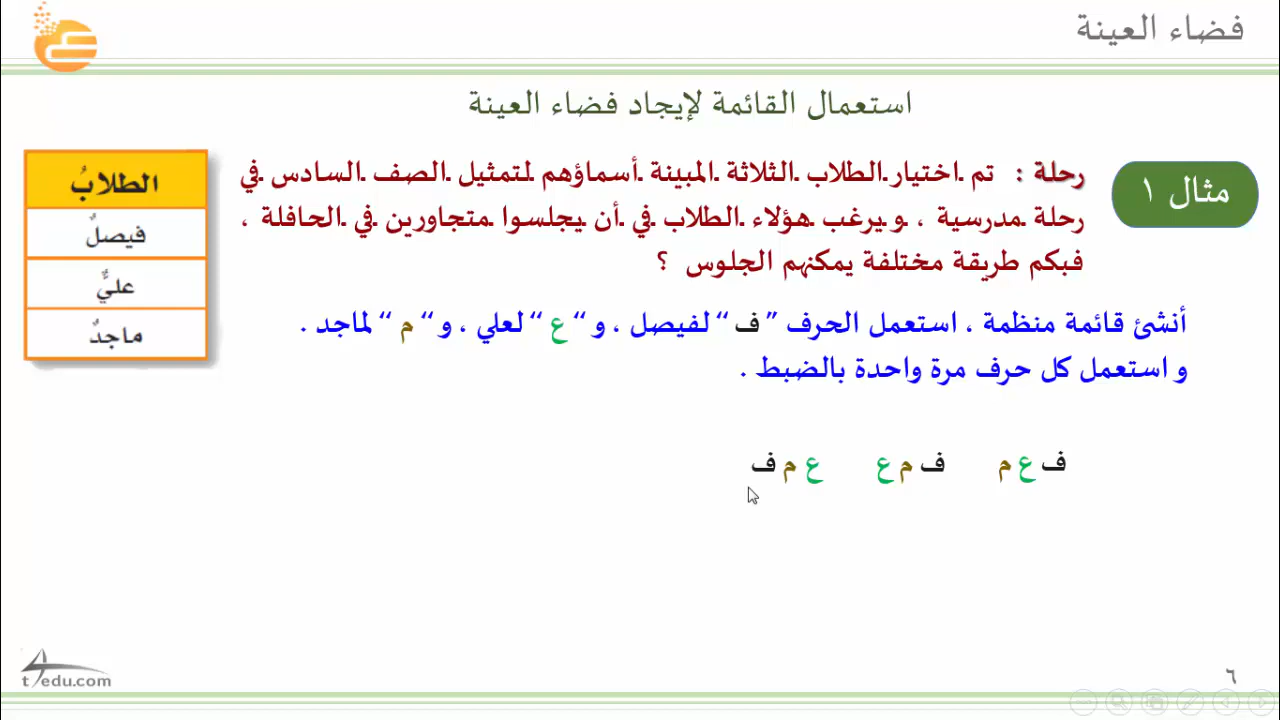 فضاء العينة
استعمال القائمة لإيجاد فضاء العينة
مثال ١
رحلة : تم اختيار الطلاب الثلاثة المبينة أسماؤهم لتمثيل الصف السادس في
رحلة مدرسية ، و يرغب هؤلاء الطلاب في أن يجلسوا متجاورين في الحافلة ،
فبكم طريقة مختلفة يمكنهم الجلوس ؟
الطلابُ
فيصلٌ
عليٌّ
ماجدٌ
أنشئ قائمة منظمة ، استعمل الحرف " ف " لفيصل ، و " ع " لعلي ، و " م " لماجد .
و استعمل كل حرف مرة واحدة بالضبط .
ف ع م ف م ع ع م ف
t4edu.com
٦